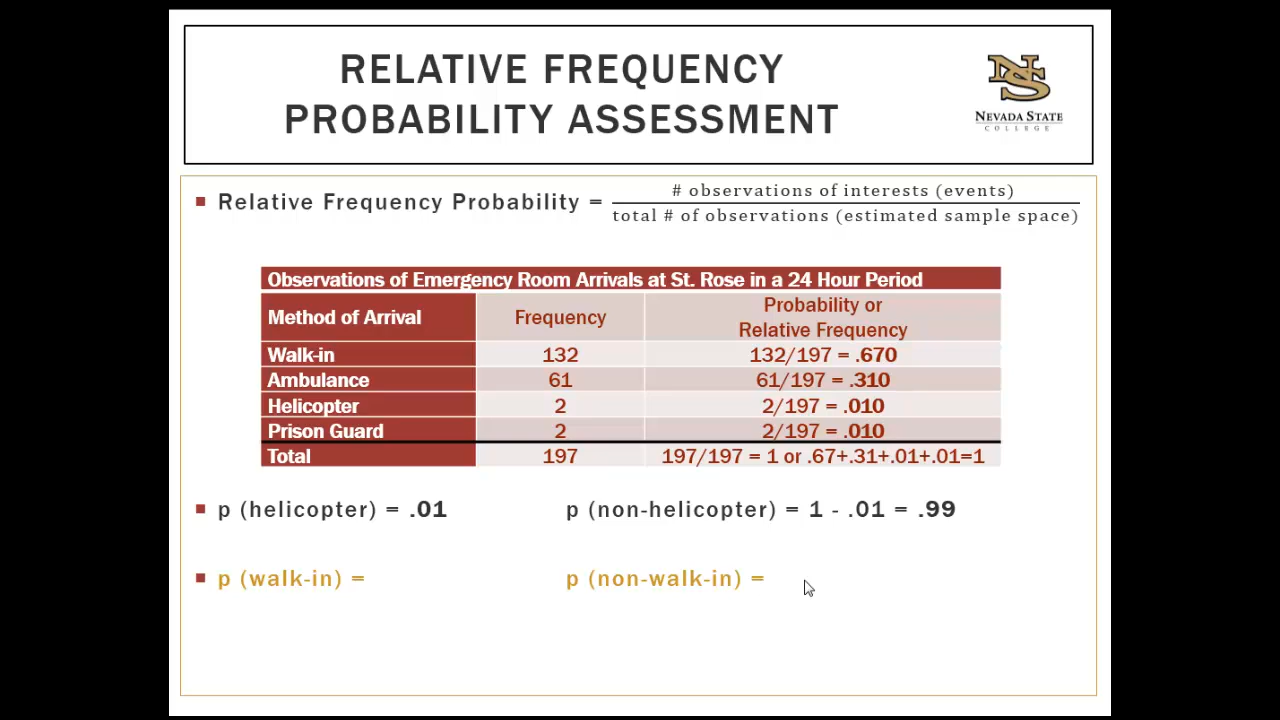 RELATIVE FREQUENCY
PROBABILITY ASSESSMENT
NS
NEVADA STATE
COLLEGE
Relative Frequency Probability = # observations of interests (events) / total # of observations (estimated sample space)
Observations of Emergency Room Arrivals at St. Rose in a 24 Hour Period
Method of Arrival Frequency Probability or Relative Frequency
Walk-in 132 132/197 = .670
Ambulance 61 61/197 = .310
Helicopter 2 2/197 = .010
Prison Guard 2 2/197 = .010
Total 197 197/197 = 1 or .67+.31+.01+.01=1
p (helicopter) = .01 p (non-helicopter) = 1 - .01 = .99
p (walk-in) = p (non-walk-in) =